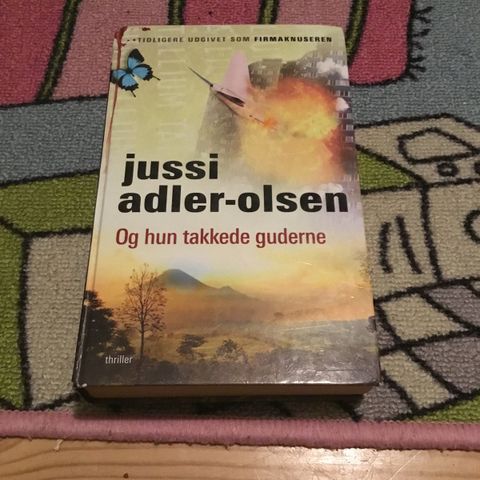 TIDLIGERE UDGIVET SOM FIRMAKNUSEREN
jussi
adler-olsen
Og hun takkede guderne
thriller